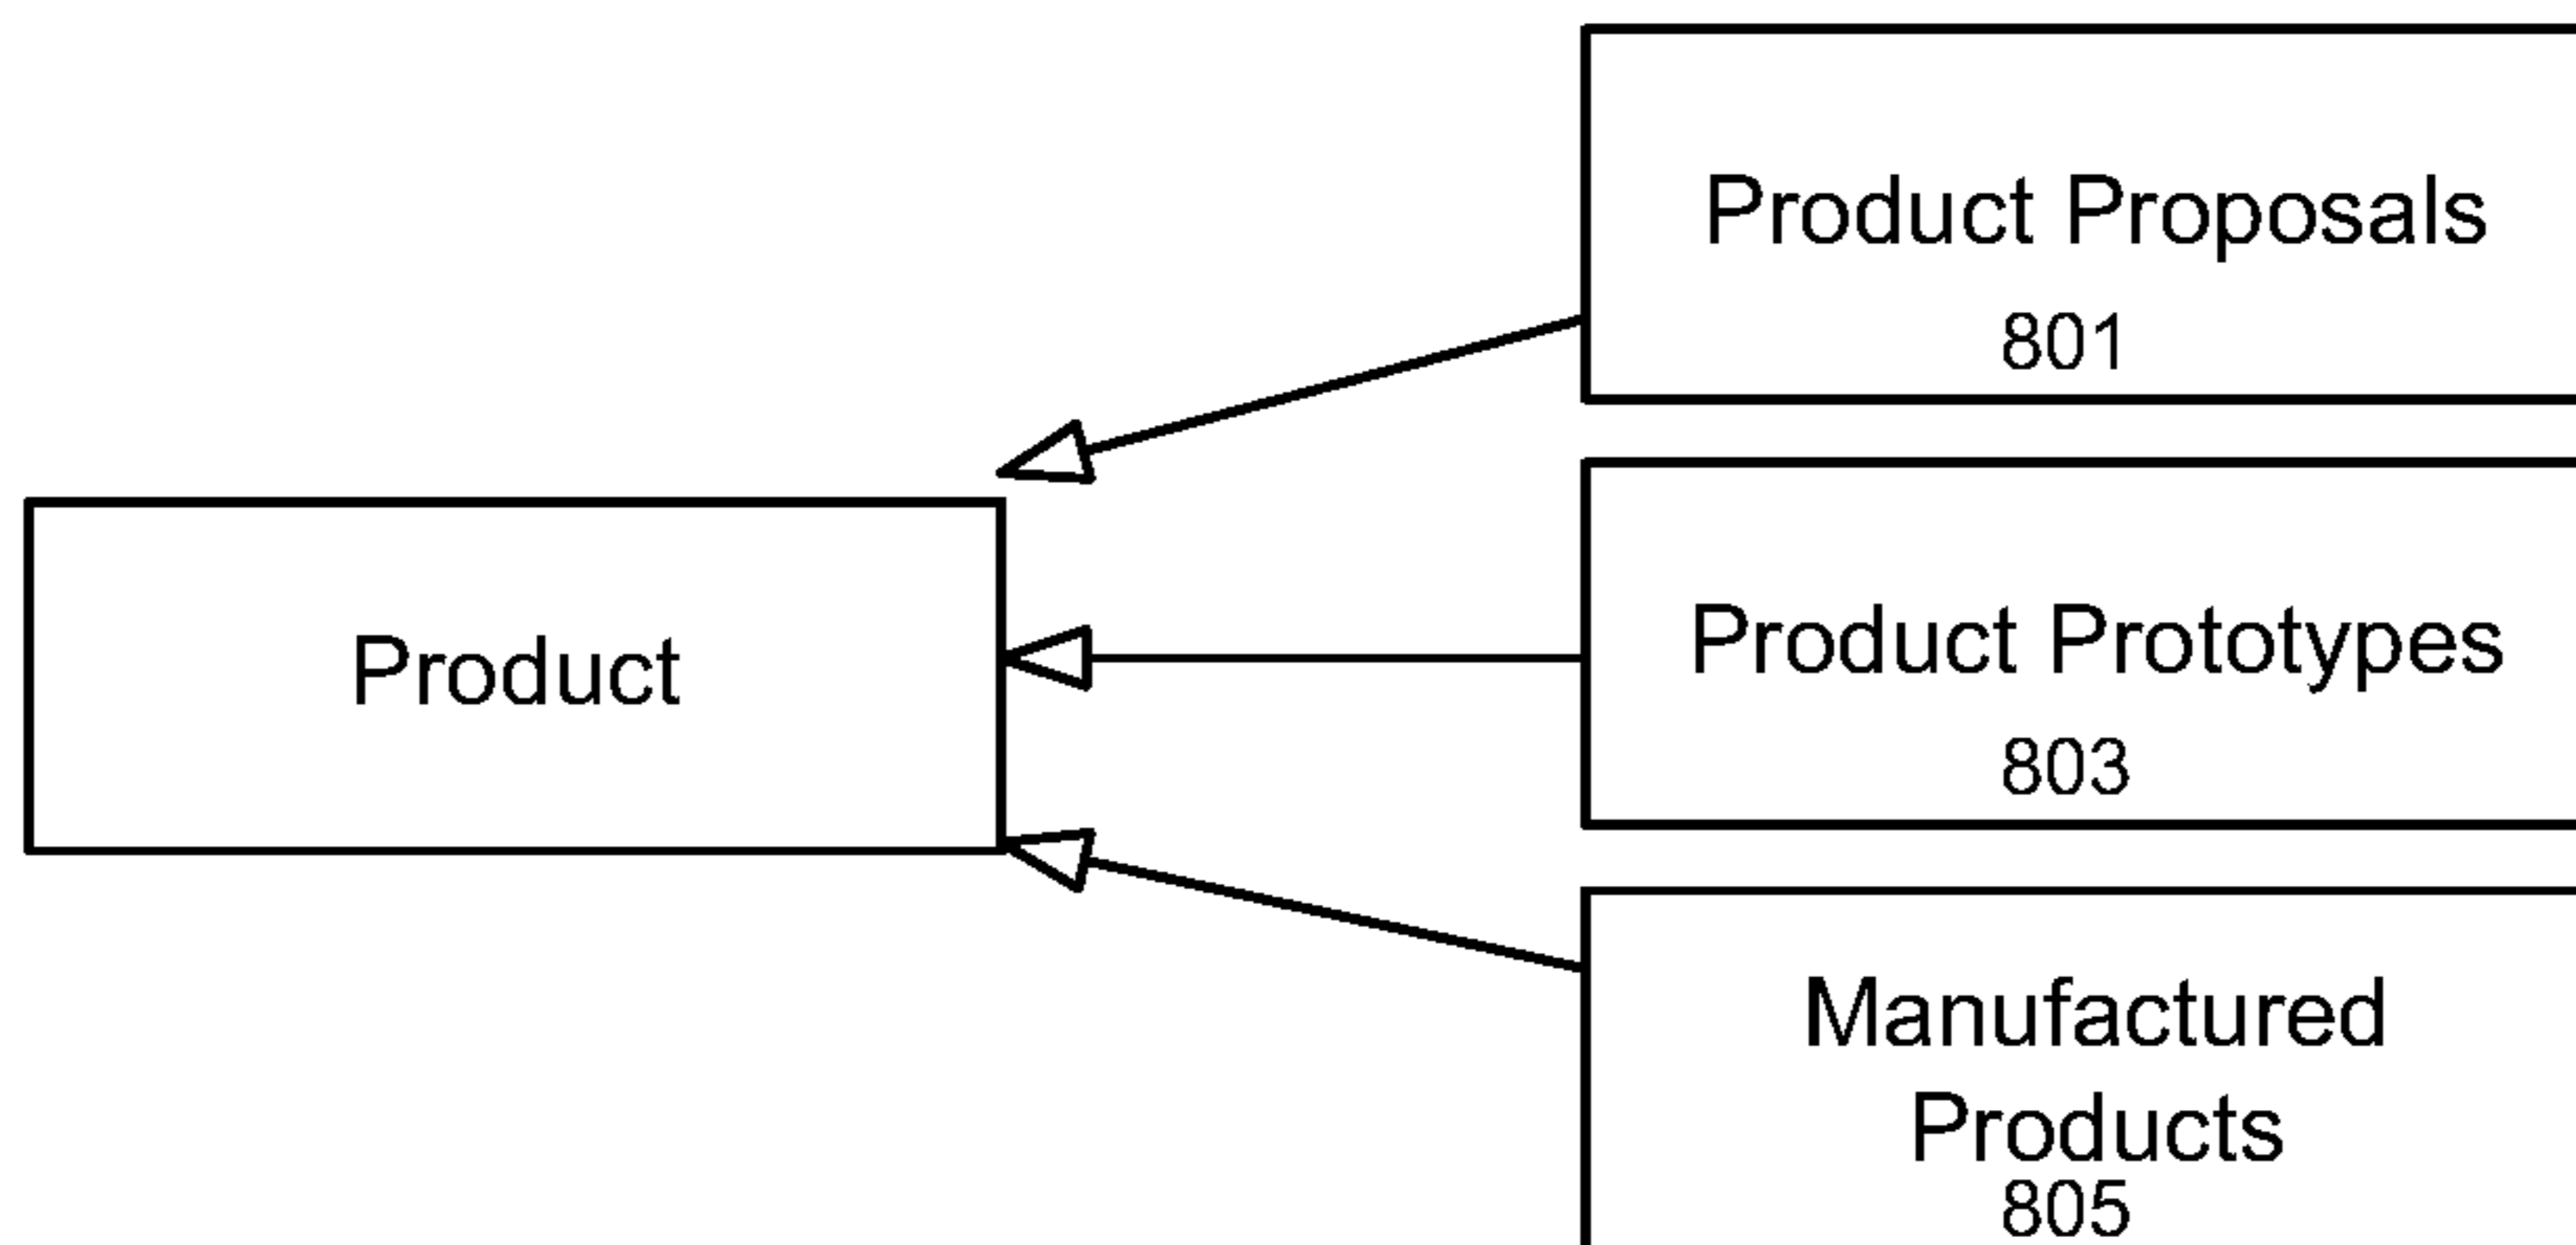 Product Proposals
801
Product
Product Prototypes
803
Manufactured
Products
805